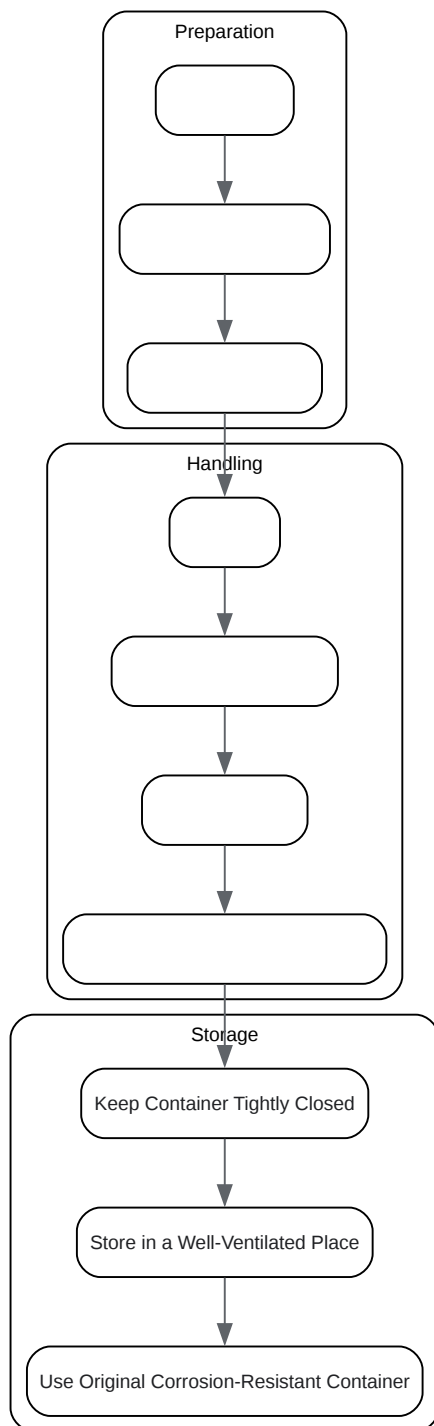 Preparation
Handling
Storage
Keep Container Tightly Closed
Store in a Well-Ventilated Place
Use Original Corrosion-Resistant Container